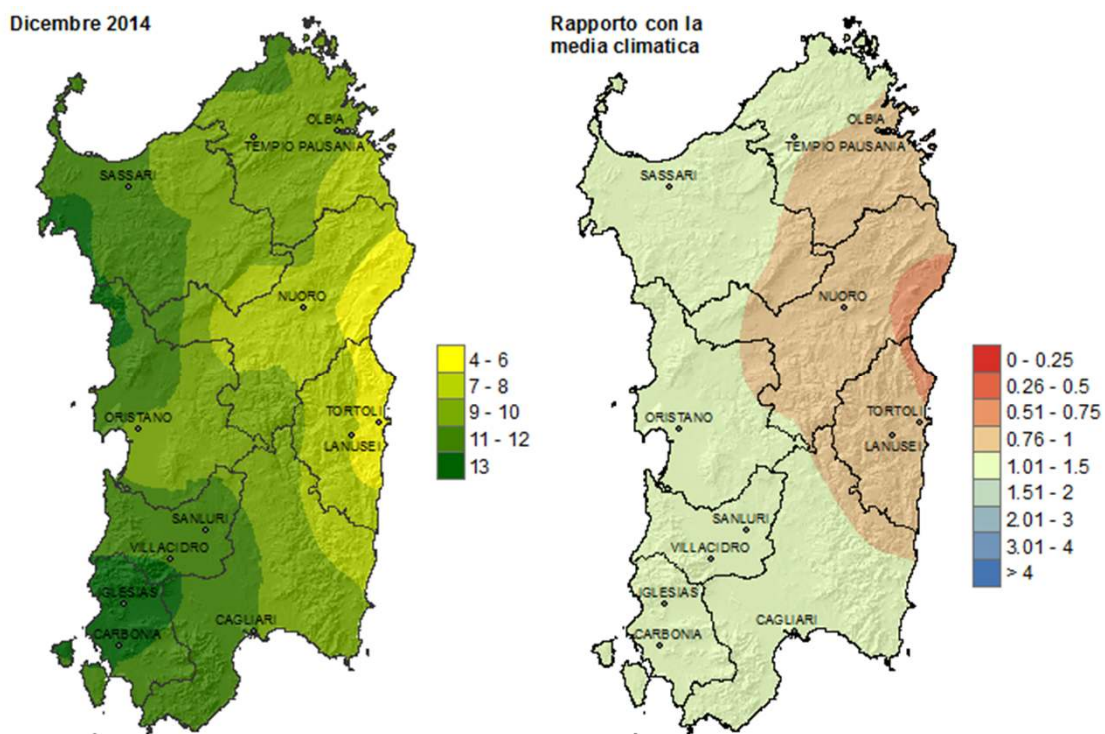 Dicembre 2014
OLBIA
TEMPIO PAUSANIA
SASSARI
NUORO
ORISTANO
TORTOLI
LANUSEI
SANLURI
VILLACIDRO
IGLESIAS
CARBONIA
CAGLIARI
4 - 6
7 - 8
9 - 10
11 - 12
13
Rapporto con la
media climatica
OLBIA
TEMPIO PAUSANIA
SASSARI
NUORO
ORISTANO
TORTOLI
LANUSEI
SANLURI
VILLACIDRO
IGLESIAS
CARBONIA
CAGLIARI
0 - 0.25
0.26 - 0.5
0.51 - 0.75
0.76 - 1
1.01 - 1.5
1.51 - 2
2.01 - 3
3.01 - 4
> 4